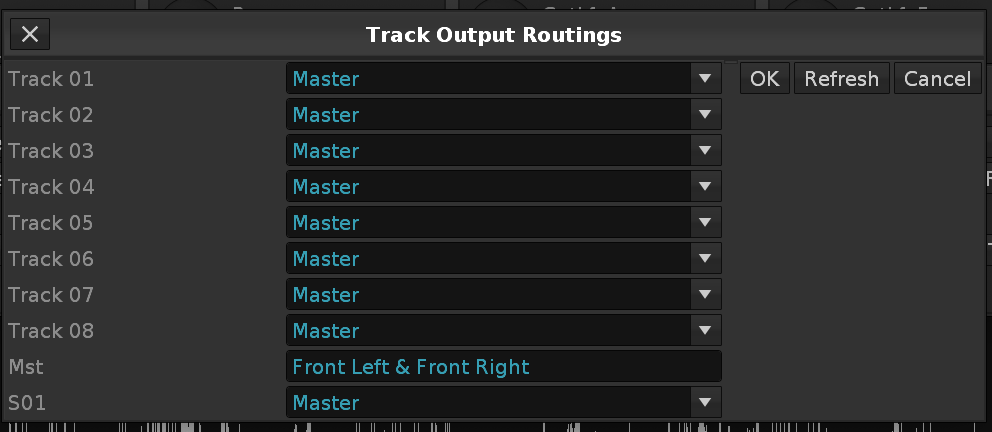 Track Output Routings
Track 01 Master OK Refresh Cancel
Track 02 Master
Track 03 Master
Track 04 Master
Track 05 Master
Track 06 Master
Track 07 Master
Track 08 Master
Mst Front Left & Front Right
S01 Master